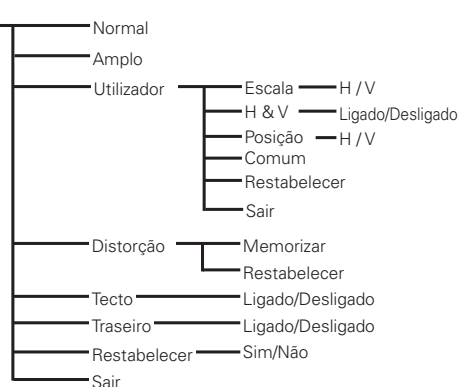 Normal
Amplo
Utilizador Escala H / V
H & V Ligado/Desligado
Posição H / V
Comum
Restabelecer
Sair
Distorção Memorizar
Restabelecer
Tecto Ligado/Desligado
Traseiro Ligado/Desligado
Restabelecer Sim/Não
Sair